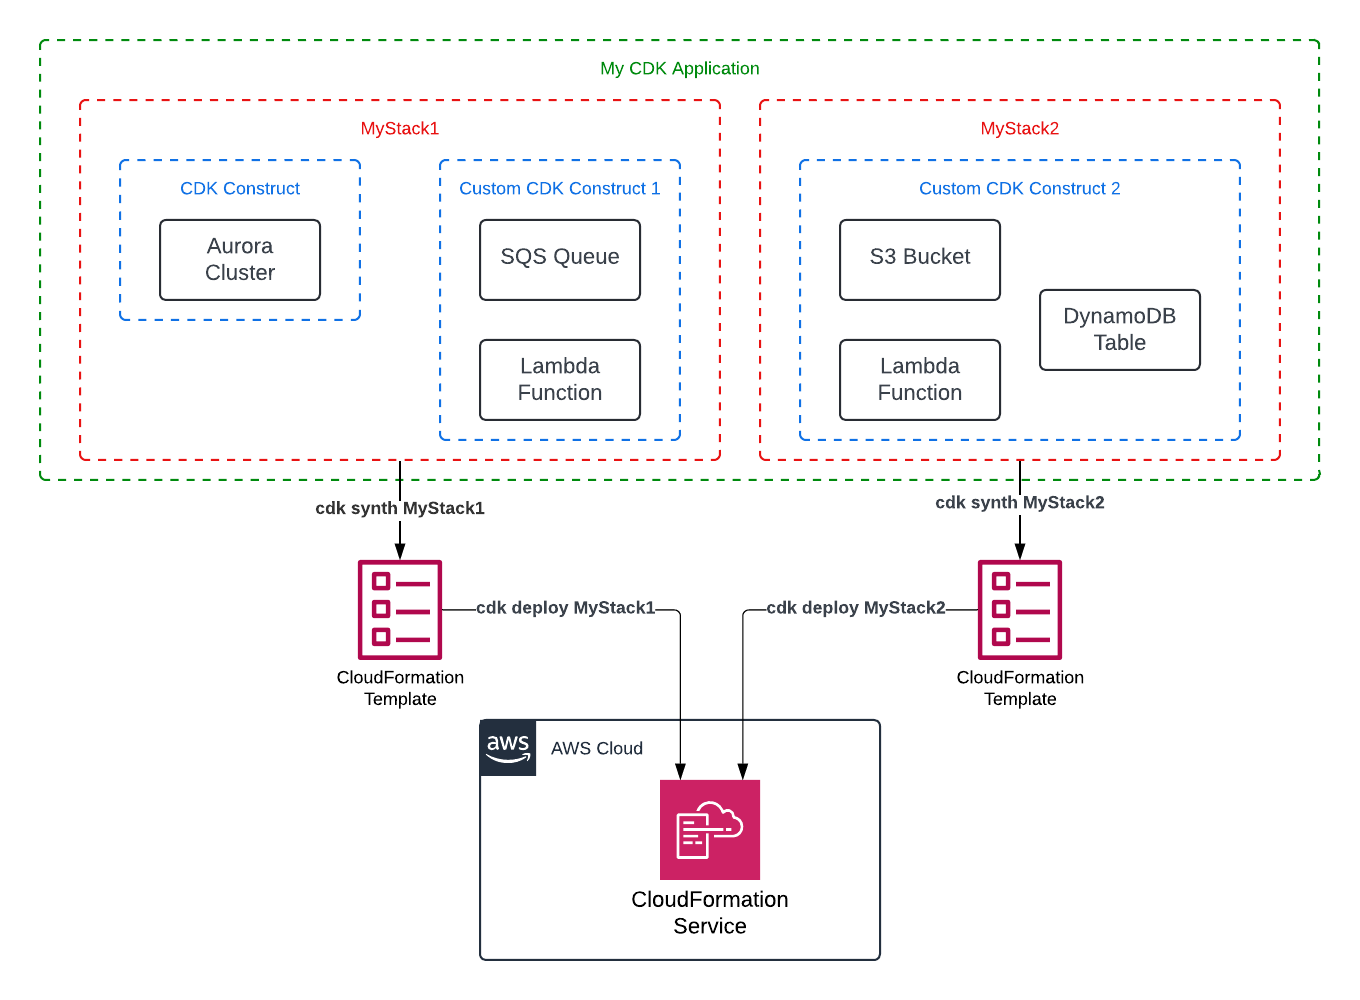 My CDK Application
MyStack1
CDK Construct
Aurora
Cluster
Custom CDK Construct 1
SQS Queue
Lambda
Function
MyStack2
Custom CDK Construct 2
S3 Bucket
DynamoDB
Table
Lambda
Function
cdk synth MyStack1
cdk synth MyStack2
cdk deploy MyStack1
cdk deploy MyStack2
CloudFormation
Template
CloudFormation
Template
aws
AWS Cloud
CloudFormation
Service